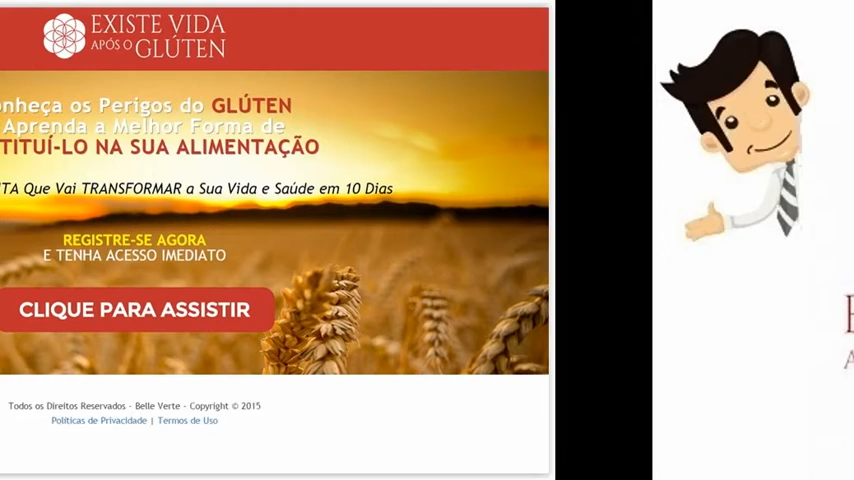 EXISTE VIDA
APÓS O GLÚTEN
nheça os Perigos do GLÚTEN
Aprenda a Melhor Forma de
TITUÍ-LO NA SUA ALIMENTAÇÃO
TA Que Vai TRANSFORMAR a Sua Vida e Saúde em 10 Dias
REGISTRE-SE AGORA
E TENHA ACESSO IMEDIATO
CLIQUE PARA ASSISTIR
Todos os Direitos Reservados - Belle Verte - Copyright © 2015
Políticas de Privacidade | Termos de Uso